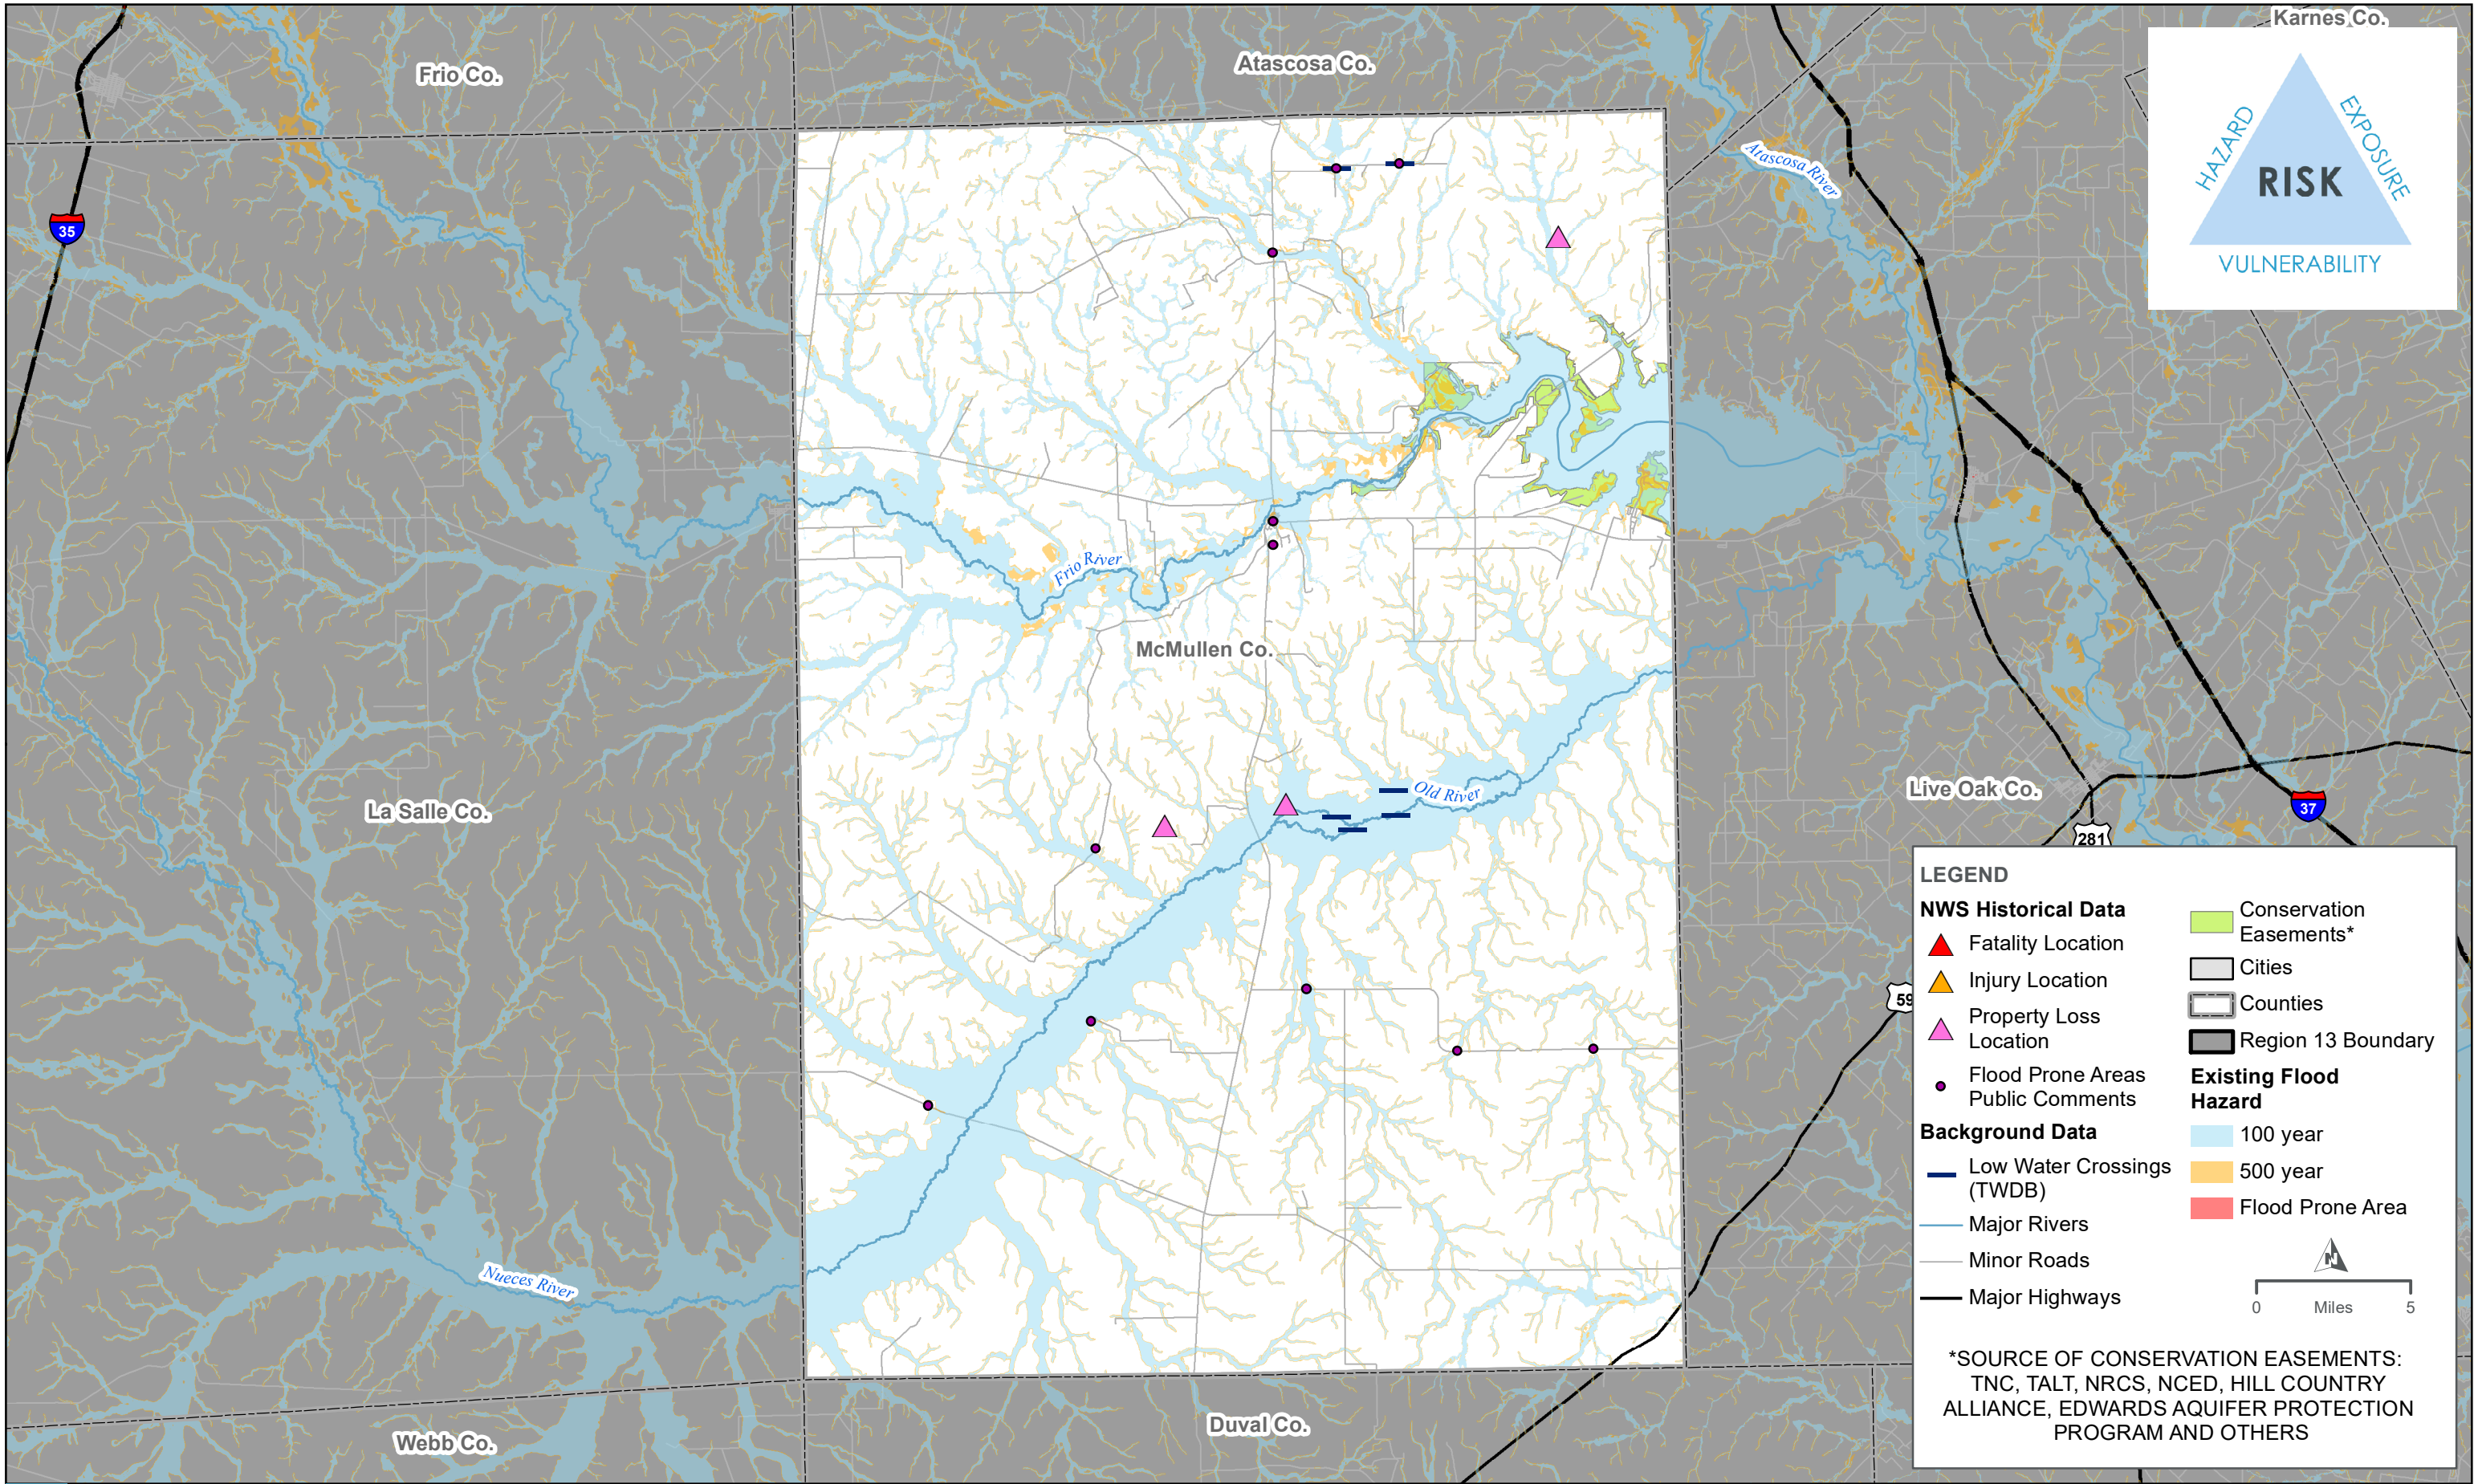 Karnes Co.
Frio Co.
Atascosa Co.
HAZARD
EXPOSURE
RISK
VULNERABILITY
Atascosa River
35
Frio River
McMullen Co.
Old River
La Salle Co.
Live Oak Co.
37
281
59
Nueces River
Webb Co.
Duval Co.
LEGEND
NWS Historical Data
Fatality Location
Injury Location
Property Loss
Location
Flood Prone Areas
Public Comments
Background Data
Low Water Crossings
(TWDB)
Major Rivers
Minor Roads
Major Highways
Conservation
Easements*
Cities
Counties
Region 13 Boundary
Existing Flood
Hazard
100 year
500 year
Flood Prone Area
N
0 Miles 5
*SOURCE OF CONSERVATION EASEMENTS:
TNC, TALT, NRCS, NCED, HILL COUNTRY
ALLIANCE, EDWARDS AQUIFER PROTECTION
PROGRAM AND OTHERS